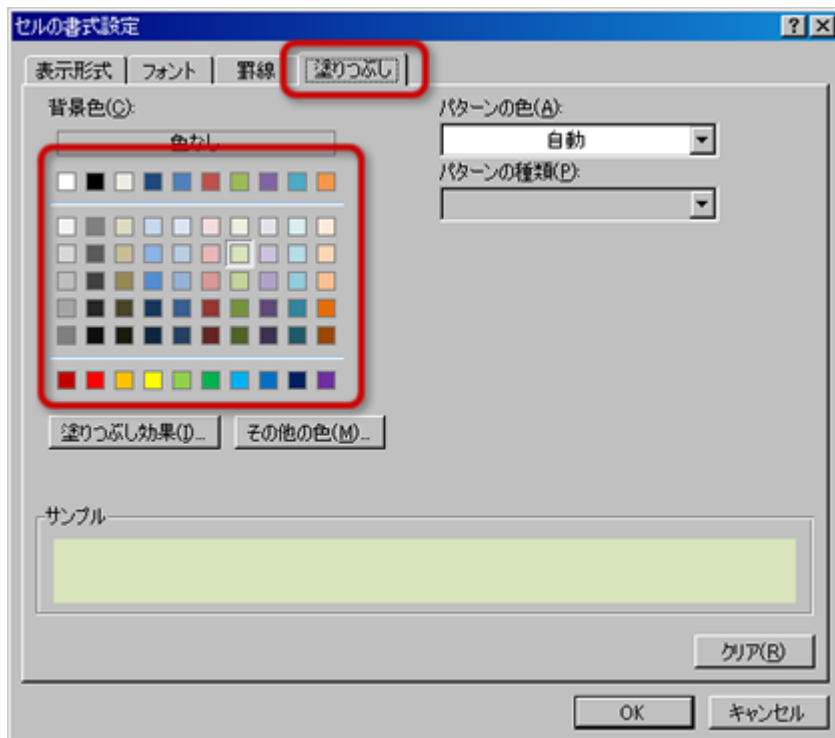 セルの書式設定
表示形式 フォント 罫線 塗りつぶし
背景色(C):
色なし
パターンの色(A):
自動
パターンの種類(P):
塗りつぶし効果(I)... その他の色(M)...
サンプル
クリア(R)
OK キャンセル